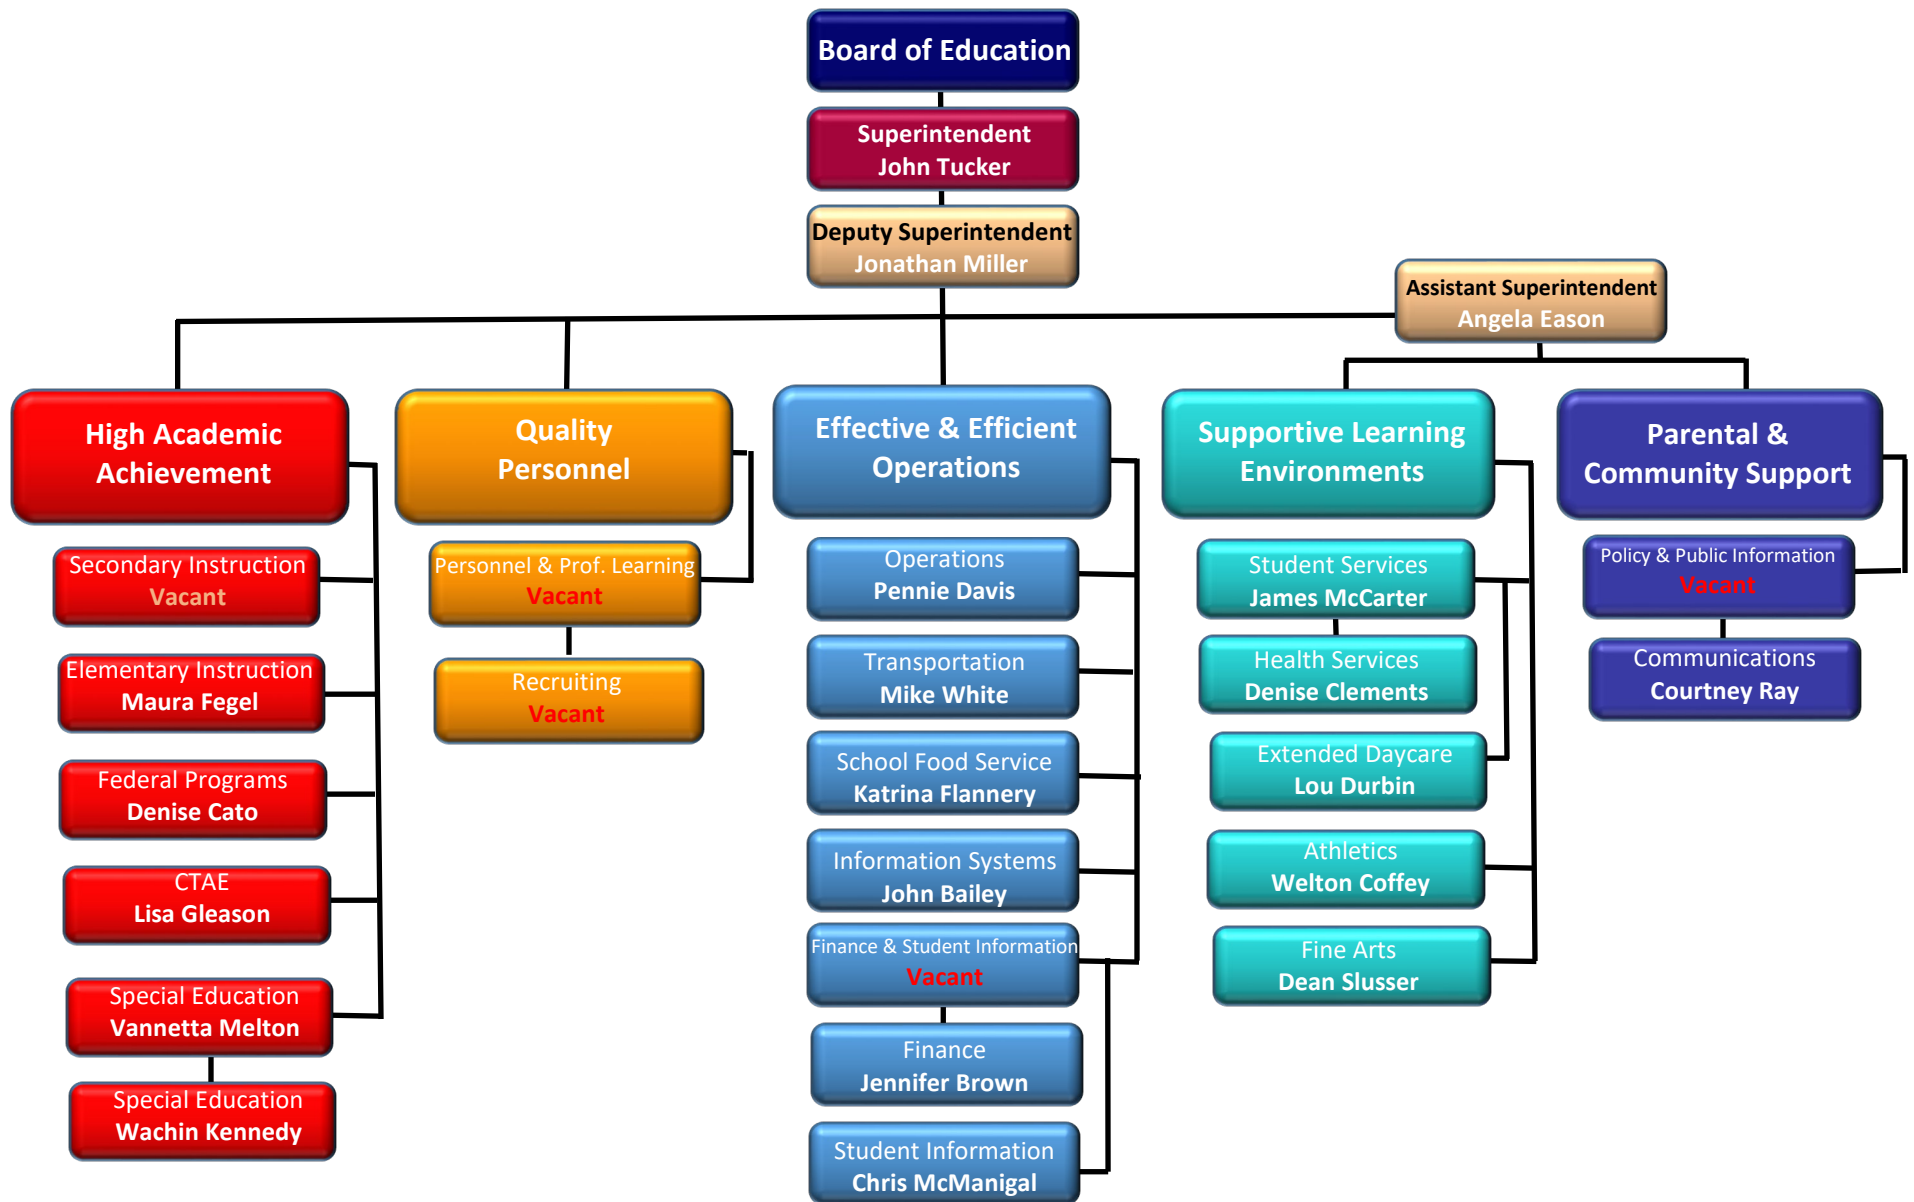 Board of Education
Superintendent
John Tucker
Deputy Superintendent
Jonathan Miller
Assistant Superintendent
Angela Eason
High Academic
Achievement
Secondary Instruction
Vacant
Elementary Instruction
Maura Fegel
Federal Programs
Denise Cato
CTAE
Lisa Gleason
Special Education
Vannetta Melton
Special Education
Wachin Kennedy
Quality
Personnel
Personnel & Prof. Learning
Vacant
Recruiting
Vacant
Effective & Efficient
Operations
Operations
Pennie Davis
Transportation
Mike White
School Food Service
Katrina Flannery
Information Systems
John Bailey
Finance & Student Information
Vacant
Finance
Jennifer Brown
Student Information
Chris McManigal
Supportive Learning
Environments
Student Services
James McCarter
Health Services
Denise Clements
Extended Daycare
Lou Durbin
Athletics
Welton Coffey
Fine Arts
Dean Slusser
Parental &
Community Support
Policy & Public Information
Vacant
Communications
Courtney Ray